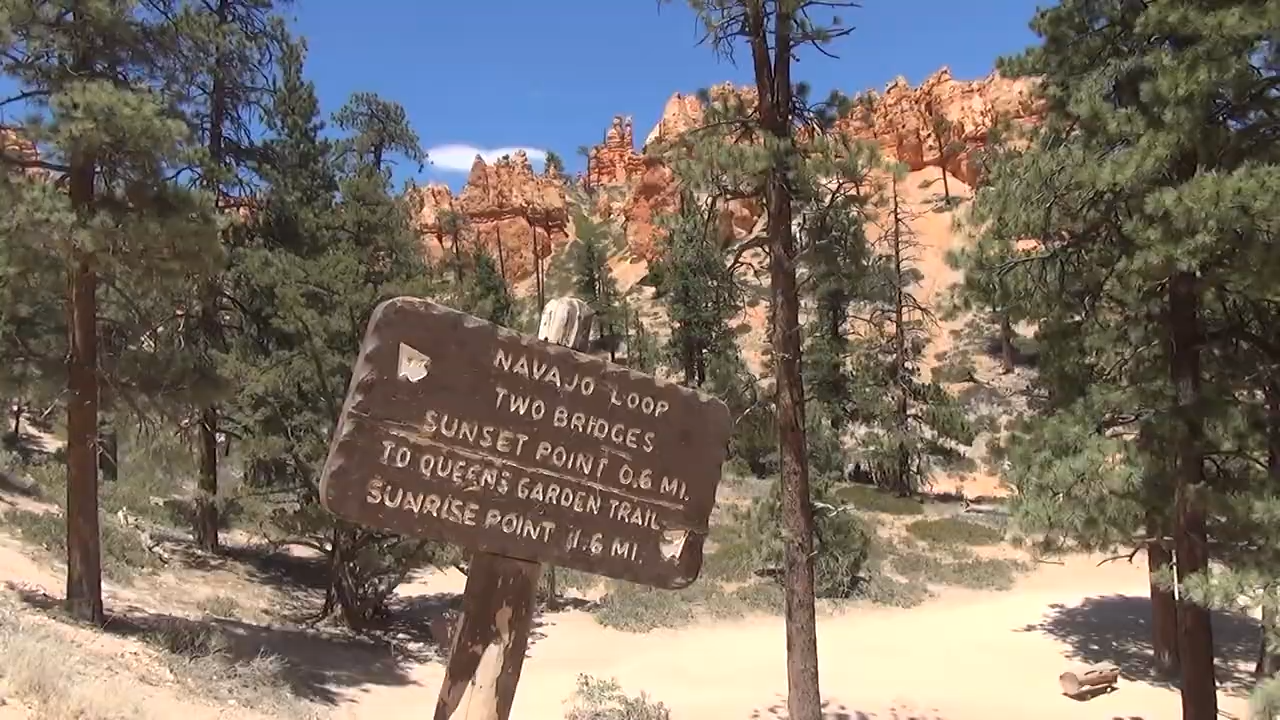 NAVAJO LOOP
TWO BRIDGES
SUNSET POINT 0.6 MI.
TO QUEENS GARDEN TRAIL
SUNRISE POINT 1.6 MI.